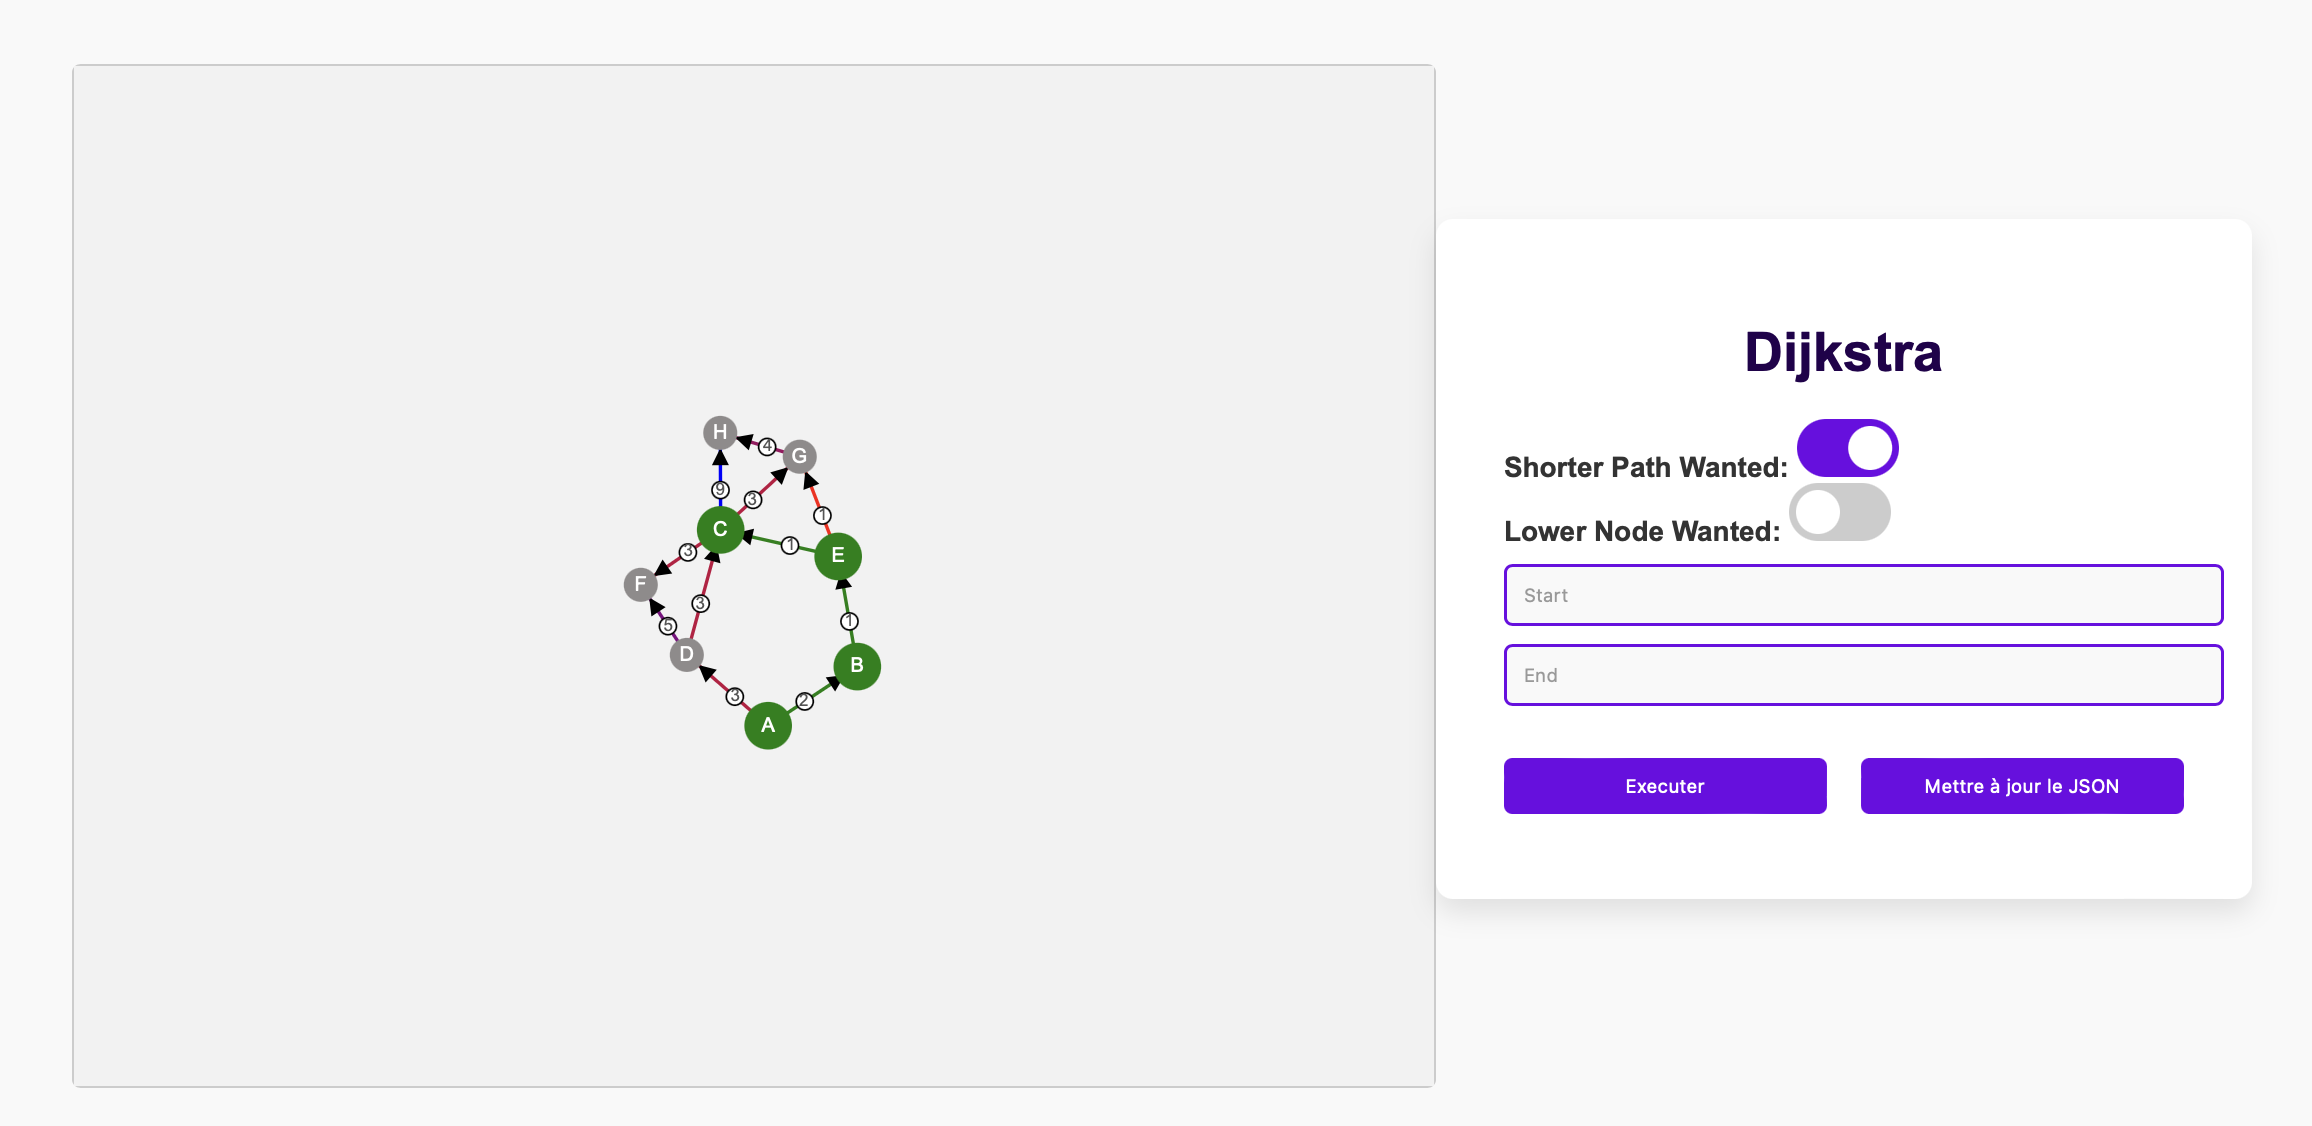 H
4
G
9
3
C
1
1
E
3
F
3
5
1
D
B
3
2
A
Dijkstra
Shorter Path Wanted:
Lower Node Wanted:
Start
End
Executer
Mettre à jour le JSON